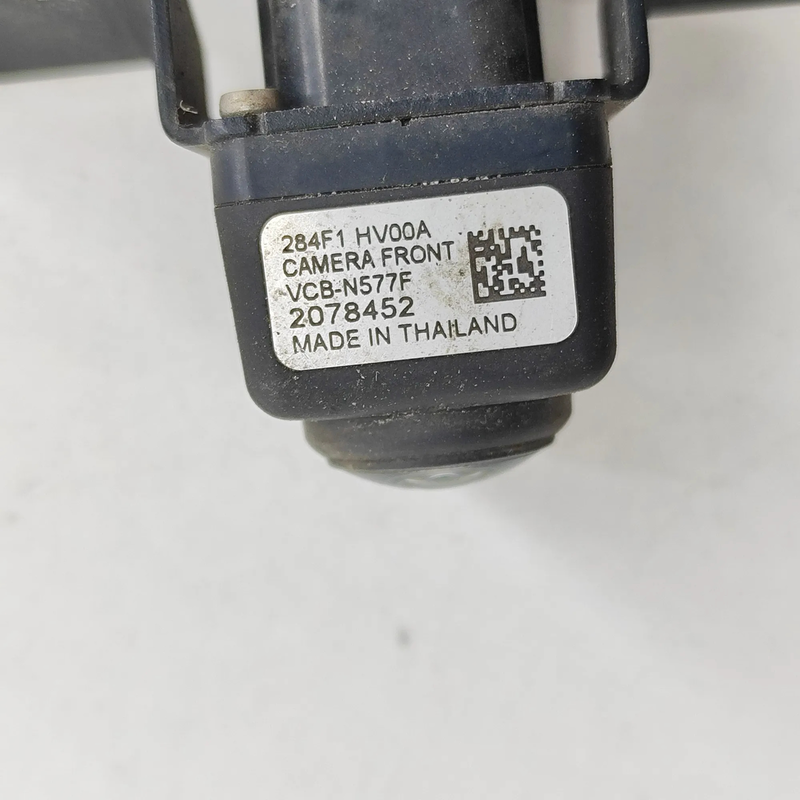 284F1 HV00A
CAMERA FRONT
VCB-N577F
2078452
MADE IN THAILAND